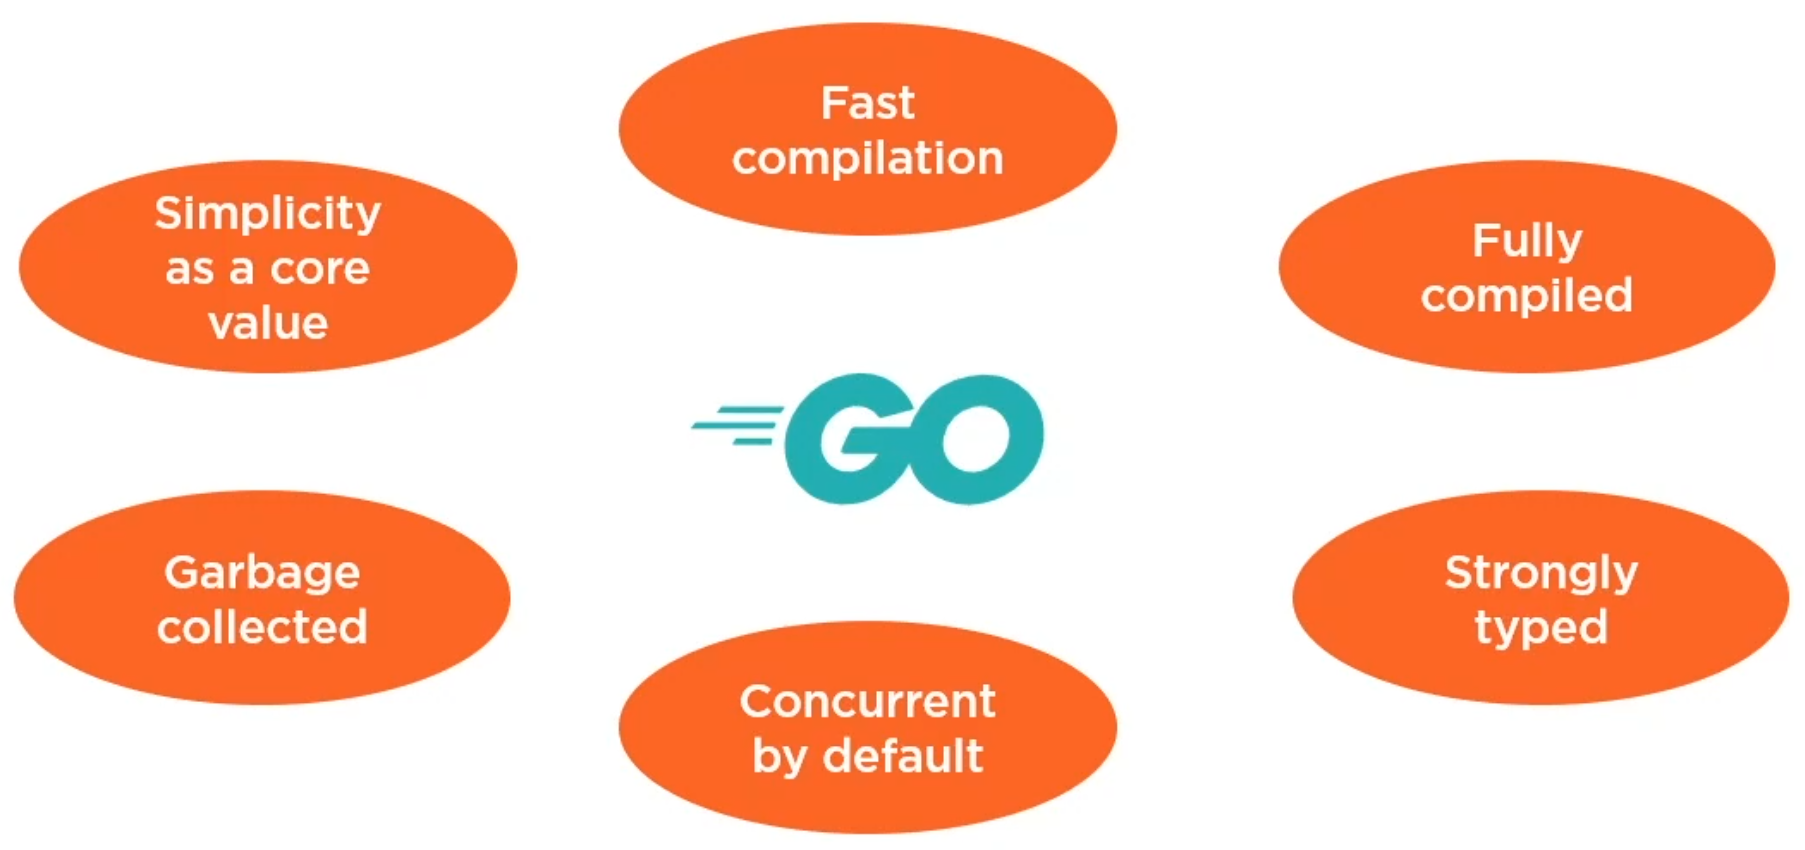 Fast
compilation
Simplicity
as a core
value
Fully
compiled
GO
Garbage
collected
Strongly
typed
Concurrent
by default